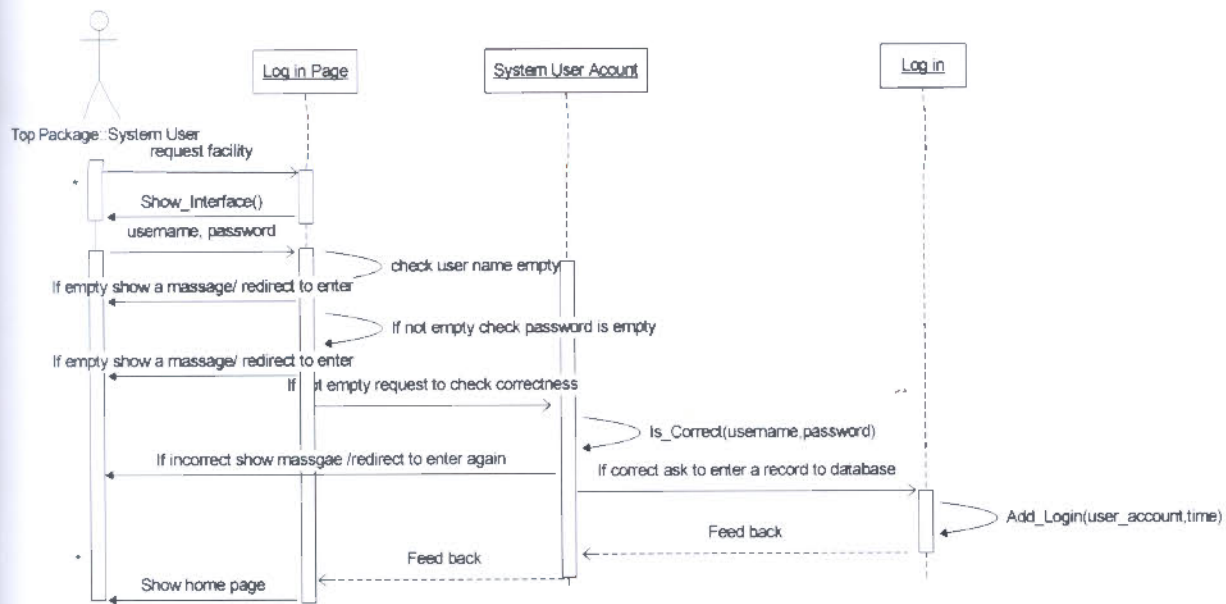 Log in Page
System User Acount
Log in
Top Package::System User
request facility
Show_Interface()
username, password
check user name empty
If empty show a massage/ redirect to enter
If not empty check password is empty
If empty show a massage/ redirect to enter
If empty request to check correctness
Is_Correct(username,password)
If incorrect show massgae /redirect to enter again
If correct ask to enter a record to database
Add_Login(user_account,time)
Feed back
Feed back
Show home page